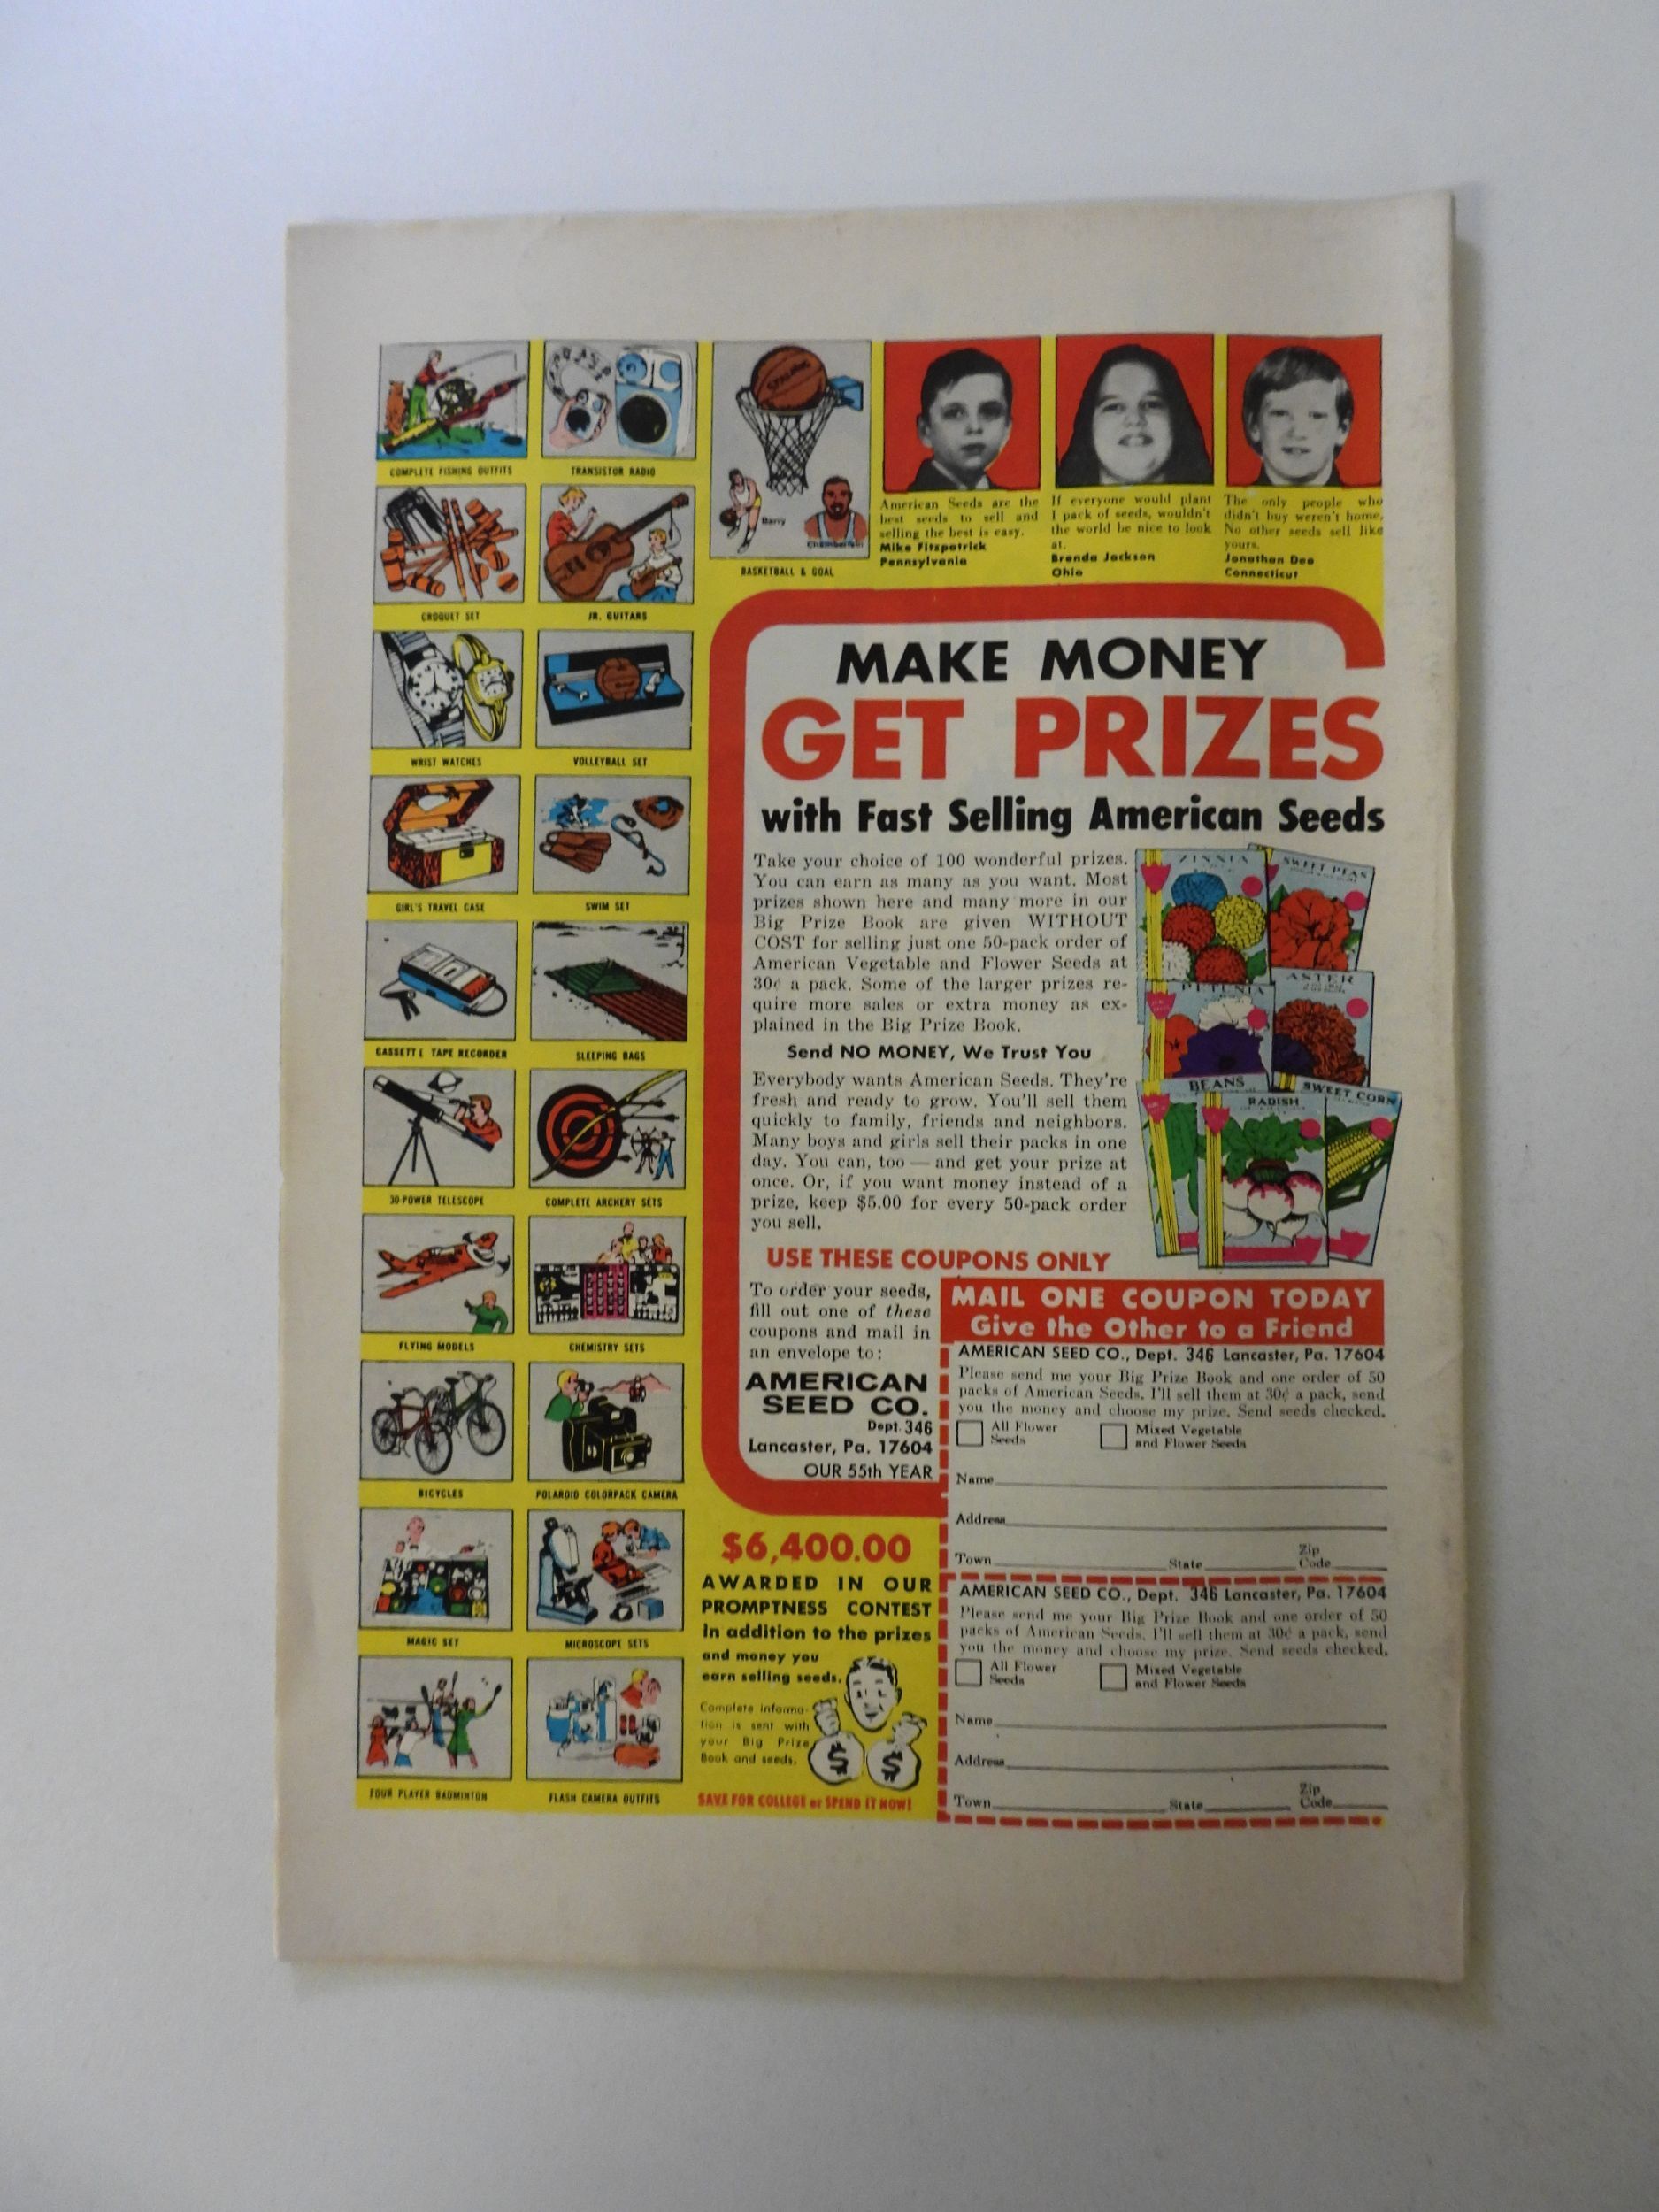 COMPLETE FISHING OUTFITS
TRANSISTOR RADIO
SPALDING
Barry
Chamberlain
BASKETBALL & GOAL
American Seeds are the
best seeds to sell and
selling the best is easy.
Mike Fitzpatrick
Pennsylvania
If everyone would plant
1 pack of seeds, wouldn't
the world be nice to look
at.
Brenda Jackson
Ohio
The only people who
didn't buy weren't home.
No other seeds sell like
yours.
Jonathan Dee
Connecticut
CROQUET SET
JR. GUITARS
WRIST WATCHES
VOLLEYBALL SET
GIRL'S TRAVEL CASE
SWIM SET
CASSETTE TAPE RECORDER
SLEEPING BAGS
30-POWER TELESCOPE
COMPLETE ARCHERY SETS
FLYING MODELS
CHEMISTRY SETS
BICYCLES
POLAROID COLORPACK CAMERA
MAGIC SET
MICROSCOPE SETS
FOUR PLAYER BADMINTON
FLASH CAMERA OUTFITS
MAKE MONEY
GET PRIZES
with Fast Selling American Seeds
Take your choice of 100 wonderful prizes.
You can earn as many as you want. Most
prizes shown here and many more in our
Big Prize Book are given WITHOUT
COST for selling just one 50-pack order of
American Vegetable and Flower Seeds at
30¢ a pack. Some of the larger prizes re-
quire more sales or extra money as ex-
plained in the Big Prize Book.
Send NO MONEY, We Trust You
Everybody wants American Seeds. They're
fresh and ready to grow. You'll sell them
quickly to family, friends and neighbors.
Many boys and girls sell their packs in one
day. You can, too — and get your prize at
once. Or, if you want money instead of a
prize, keep $5.00 for every 50-pack order
you sell.
ZINNIA
SWEET PEAS
PETUNIA
ASTER
BEANS
RADISH
SWEET CORN
USE THESE COUPONS ONLY
To order your seeds,
fill out one of these
coupons and mail in
an envelope to:
AMERICAN
SEED CO.
Dept. 346
Lancaster, Pa. 17604
OUR 55th YEAR
MAIL ONE COUPON TODAY
Give the Other to a Friend
AMERICAN SEED CO., Dept. 346 Lancaster, Pa. 17604
Please send me your Big Prize Book and one order of 50
packs of American Seeds. I'll sell them at 30¢ a pack, send
you the money and choose my prize. Send seeds checked.
All Flower Seeds
Mixed Vegetable and Flower Seeds
Name
Address
Town State Zip Code
AMERICAN SEED CO., Dept. 346 Lancaster, Pa. 17604
Please send me your Big Prize Book and one order of 50
packs of American Seeds. I'll sell them at 30¢ a pack, send
you the money and choose my prize. Send seeds checked.
All Flower Seeds
Mixed Vegetable and Flower Seeds
Name
Address
Town State Zip Code
$6,400.00
AWARDED IN OUR
PROMPTNESS CONTEST
In addition to the prizes
and money you
earn selling seeds.
Complete informa-
tion is sent with
your Big Prize
Book and seeds.
$ $
SAVE FOR COLLEGE or SPEND IT NOW!